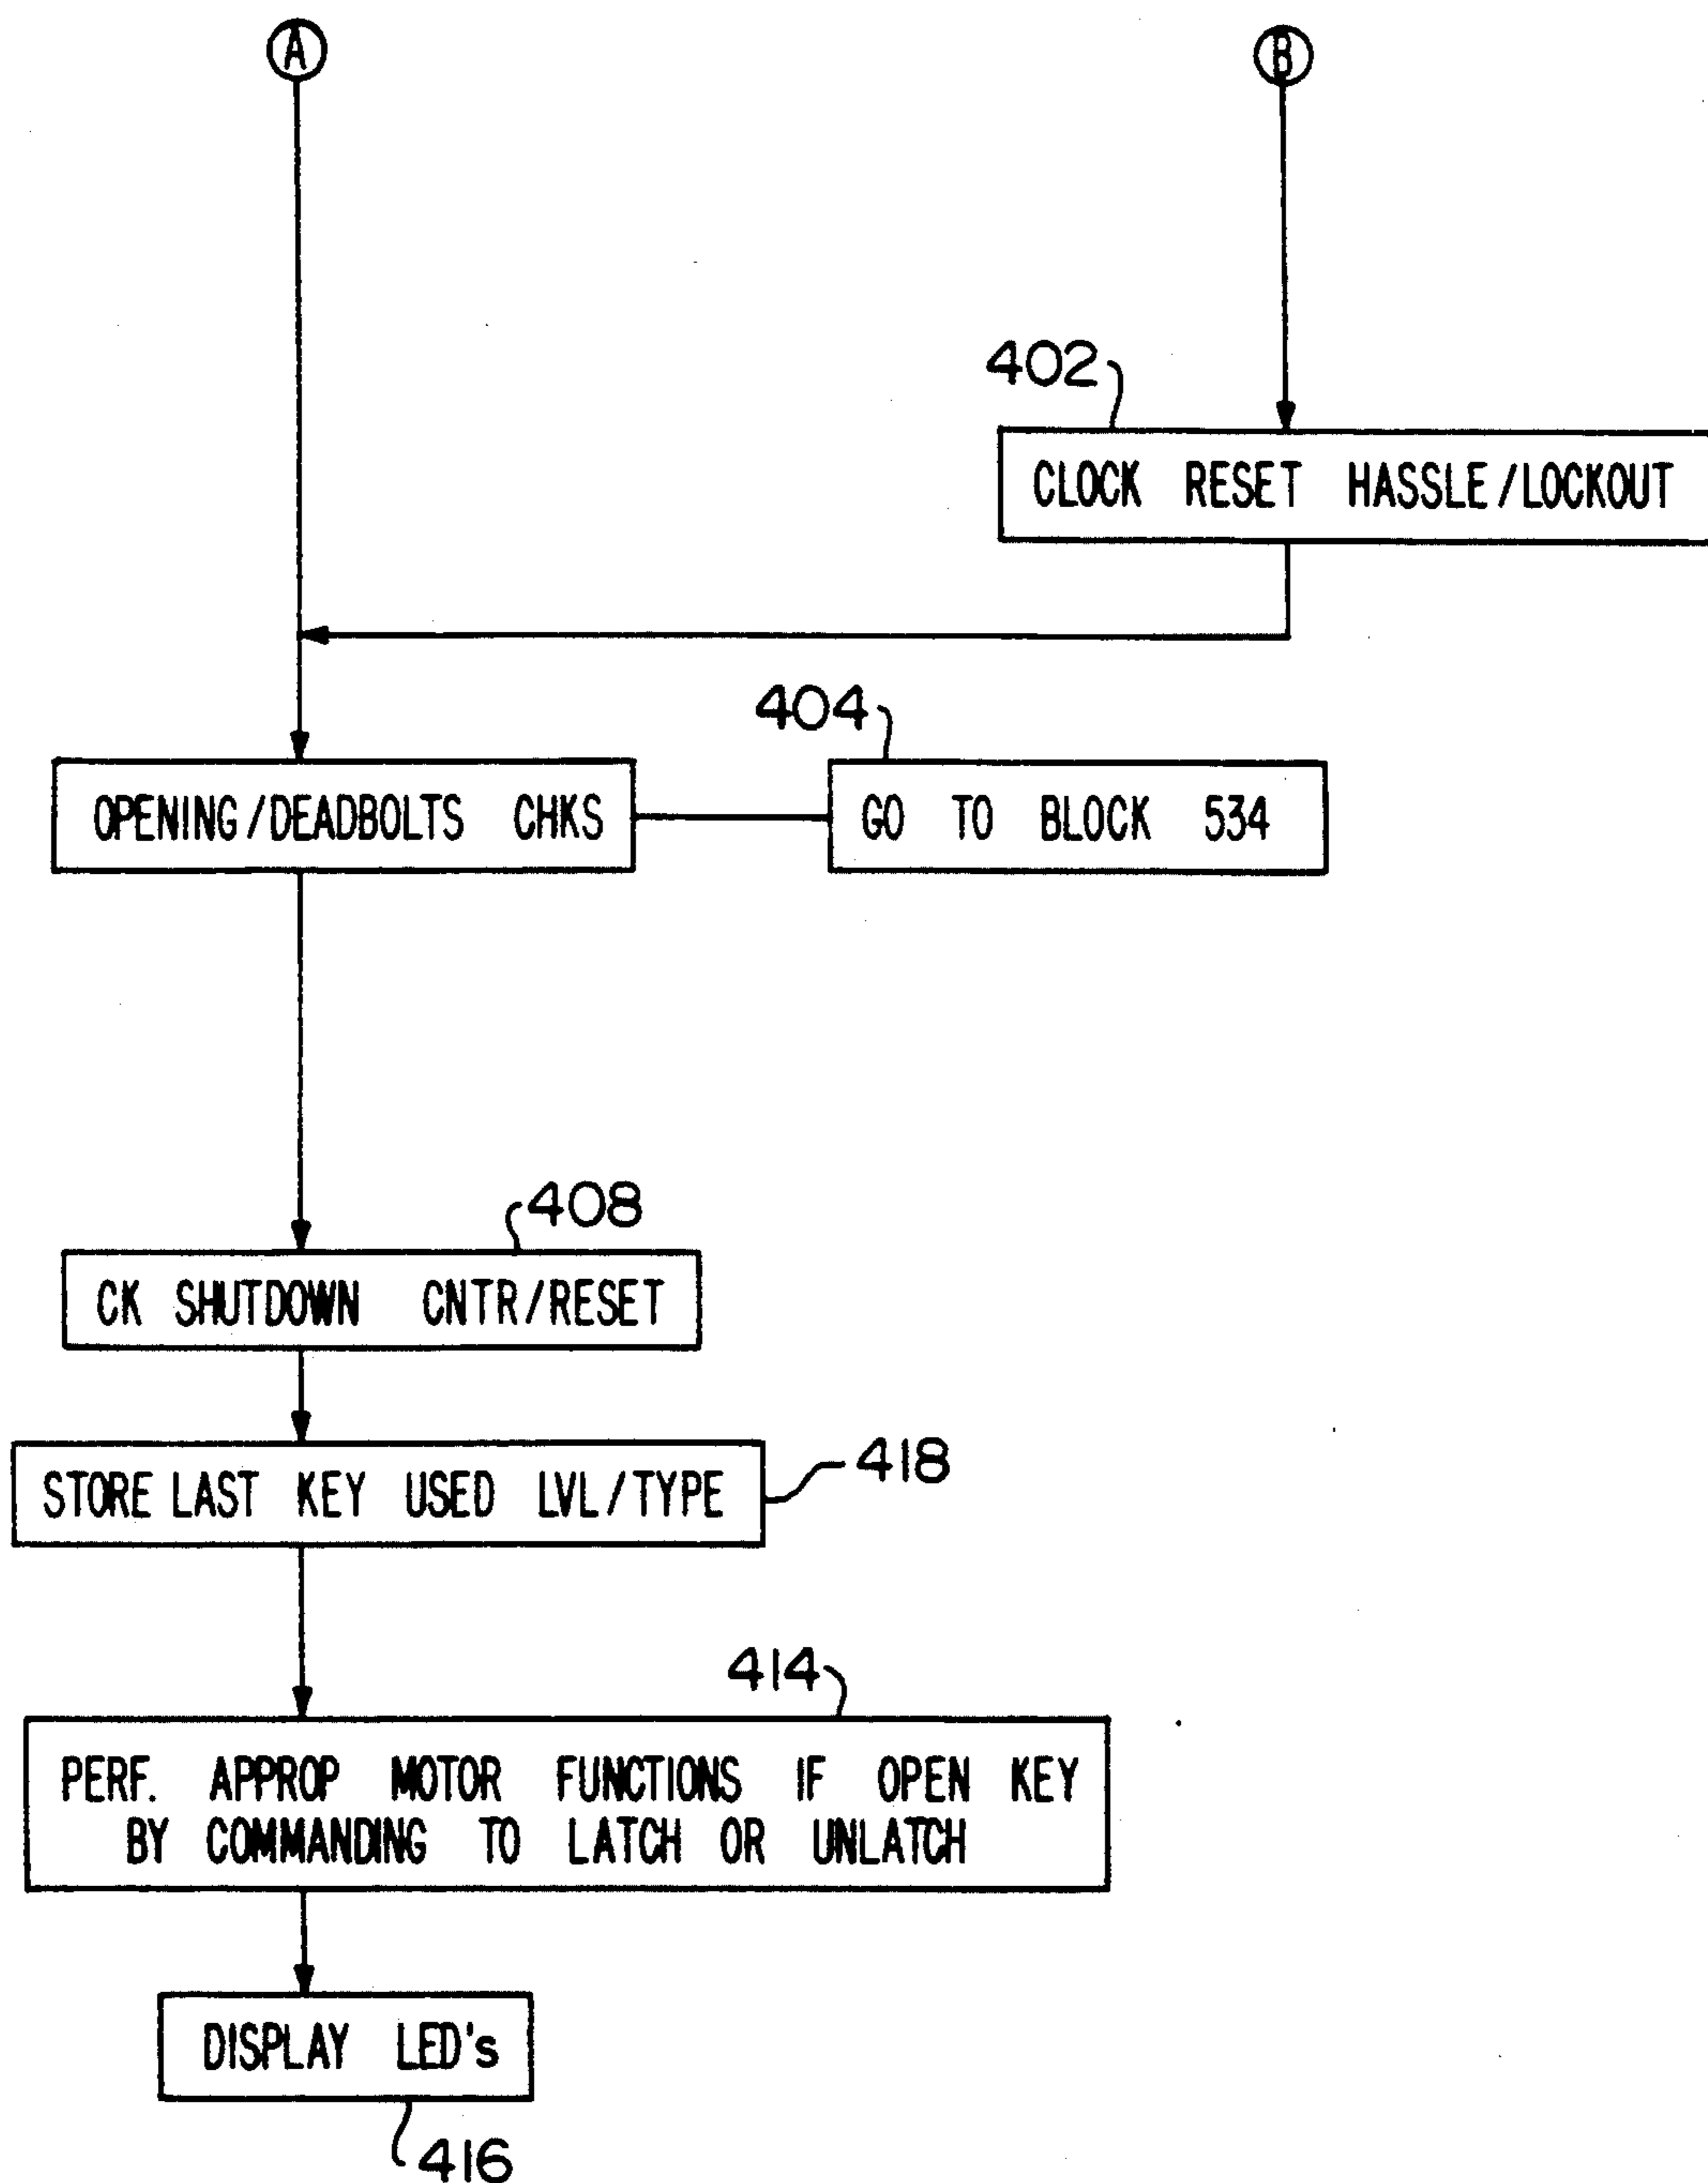 A
B
402
CLOCK RESET HASSLE/LOCKOUT
404
OPENING/DEADBOLTS CHKS
GO TO BLOCK 534
408
CK SHUTDOWN CNTR/RESET
STORE LAST KEY USED LVL/TYPE
418
414
PERF. APPROP MOTOR FUNCTIONS IF OPEN KEY
BY COMMANDING TO LATCH OR UNLATCH
DISPLAY LED's
416